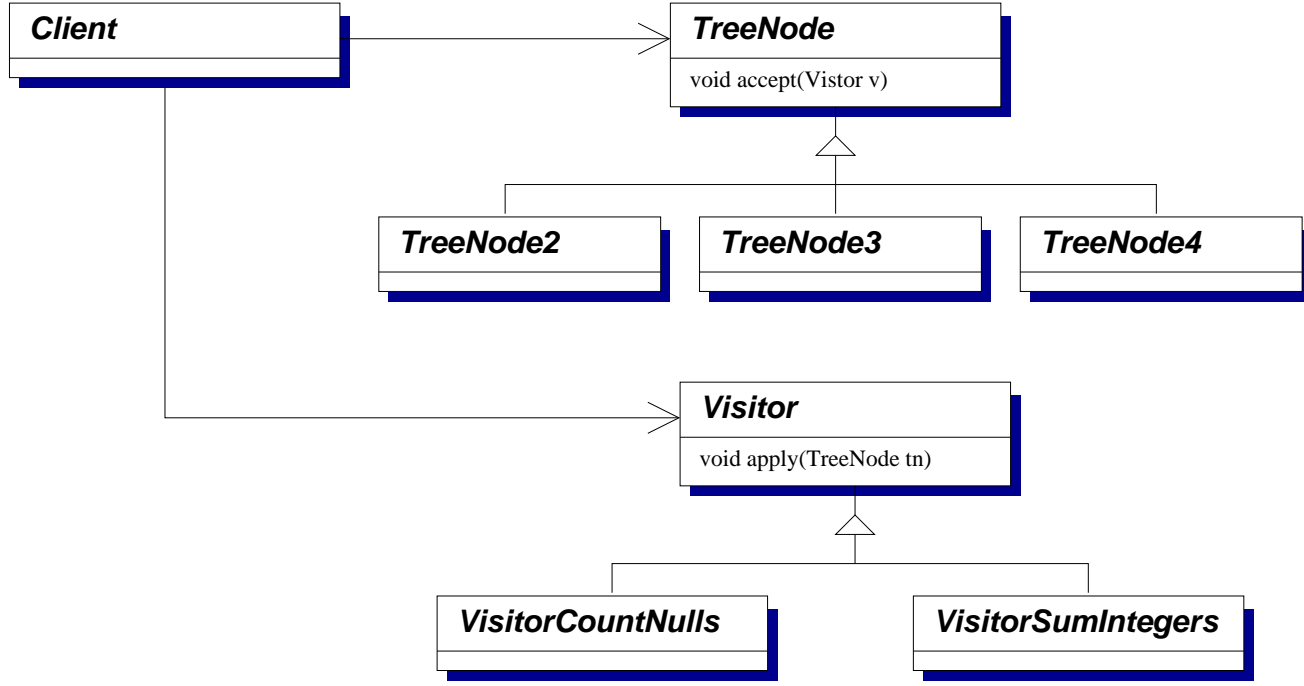 Client
TreeNode
void accept(Vistor v)
TreeNode2
TreeNode3
TreeNode4
Visitor
void apply(TreeNode tn)
VisitorCountNulls
VisitorSumIntegers